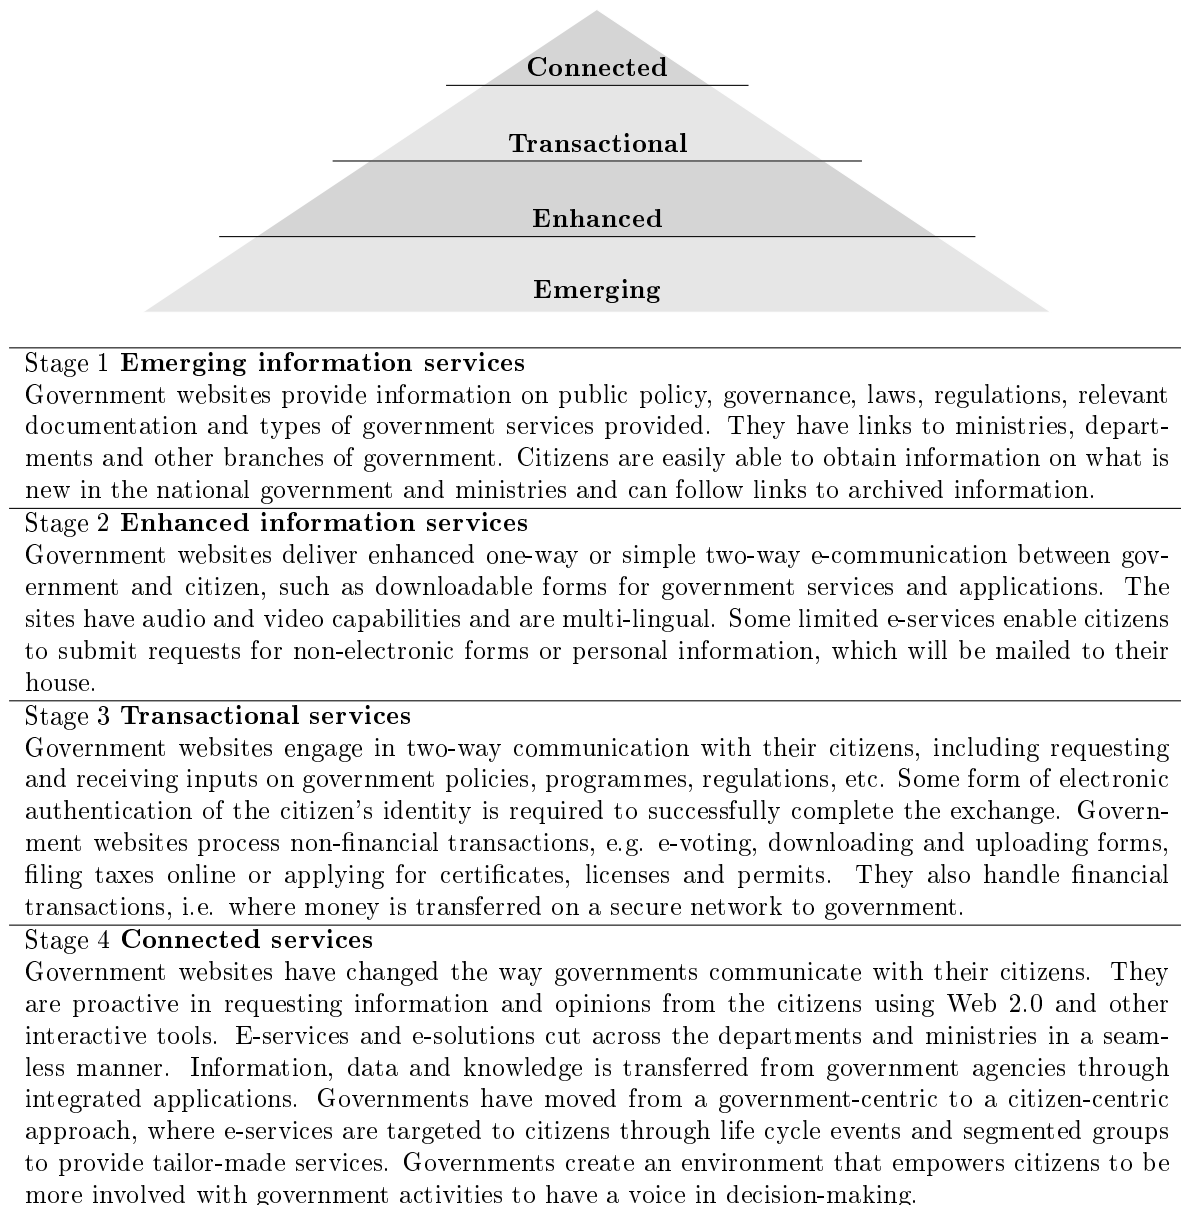 Connected
Transactional
Enhanced
Emerging
Stage 1 Emerging information services
Government websites provide information on public policy, governance, laws, regulations, relevant
documentation and types of government services provided. They have links to ministries, depart-
ments and other branches of government. Citizens are easily able to obtain information on what is
new in the national government and ministries and can follow links to archived information.
Stage 2 Enhanced information services
Government websites deliver enhanced one-way or simple two-way e-communication between gov-
ernment and citizen, such as downloadable forms for government services and applications. The
sites have audio and video capabilities and are multi-lingual. Some limited e-services enable citizens
to submit requests for non-electronic forms or personal information, which will be mailed to their
house.
Stage 3 Transactional services
Government websites engage in two-way communication with their citizens, including requesting
and receiving inputs on government policies, programmes, regulations, etc. Some form of electronic
authentication of the citizen's identity is required to successfully complete the exchange. Govern-
ment websites process non-financial transactions, e.g. e-voting, downloading and uploading forms,
filing taxes online or applying for certificates, licenses and permits. They also handle financial
transactions, i.e. where money is transferred on a secure network to government.
Stage 4 Connected services
Government websites have changed the way governments communicate with their citizens. They
are proactive in requesting information and opinions from the citizens using Web 2.0 and other
interactive tools. E-services and e-solutions cut across the departments and ministries in a seam-
less manner. Information, data and knowledge is transferred from government agencies through
integrated applications. Governments have moved from a government-centric to a citizen-centric
approach, where e-services are targeted to citizens through life cycle events and segmented groups
to provide tailor-made services. Governments create an environment that empowers citizens to be
more involved with government activities to have a voice in decision-making.